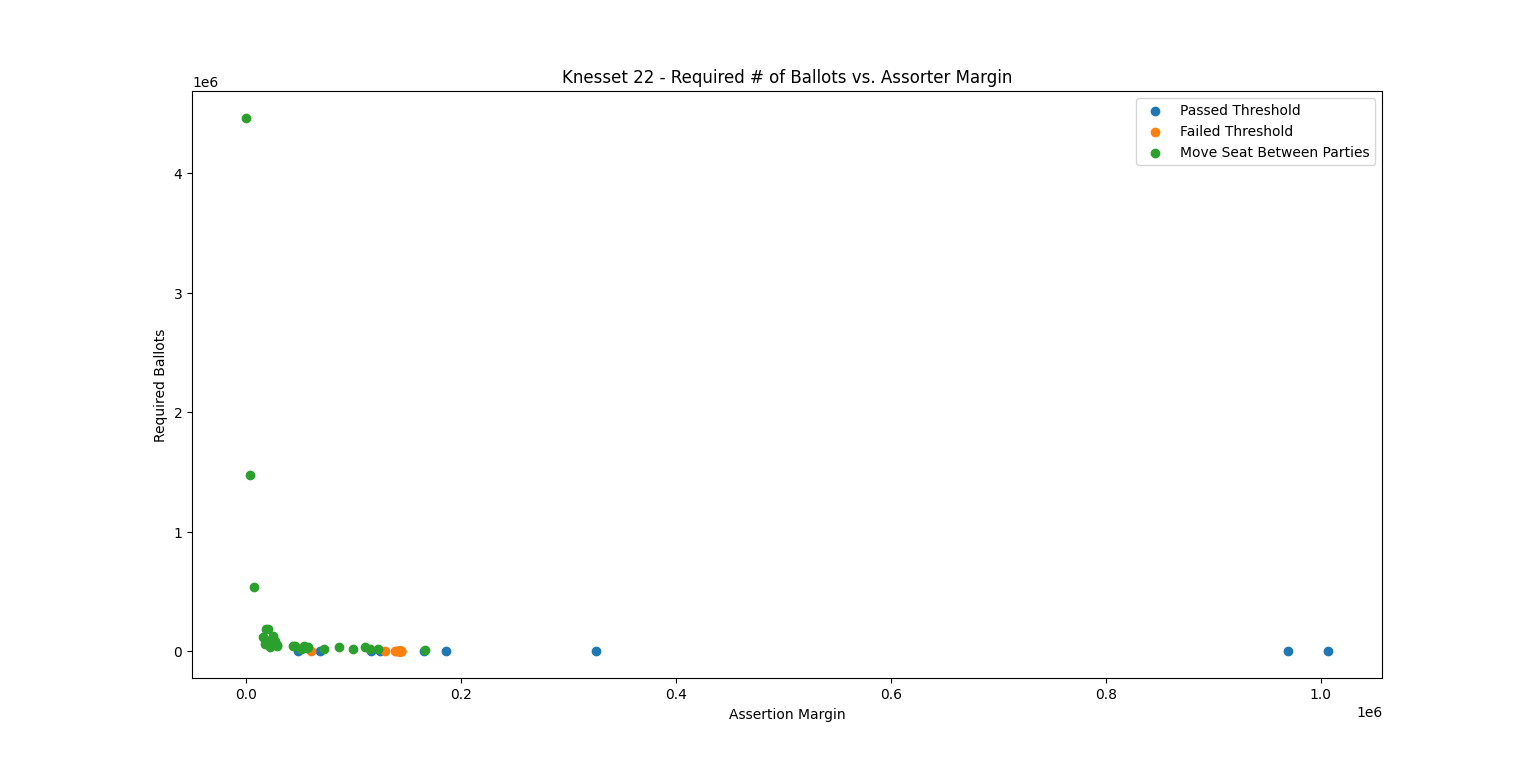 Knesset 22 - Required # of Ballots vs. Assorter Margin
1e6
Passed Threshold
Failed Threshold
Move Seat Between Parties
4
3
2
1
0
Required Ballots
0.0 0.2 0.4 0.6 0.8 1.0
1e6
Assertion Margin